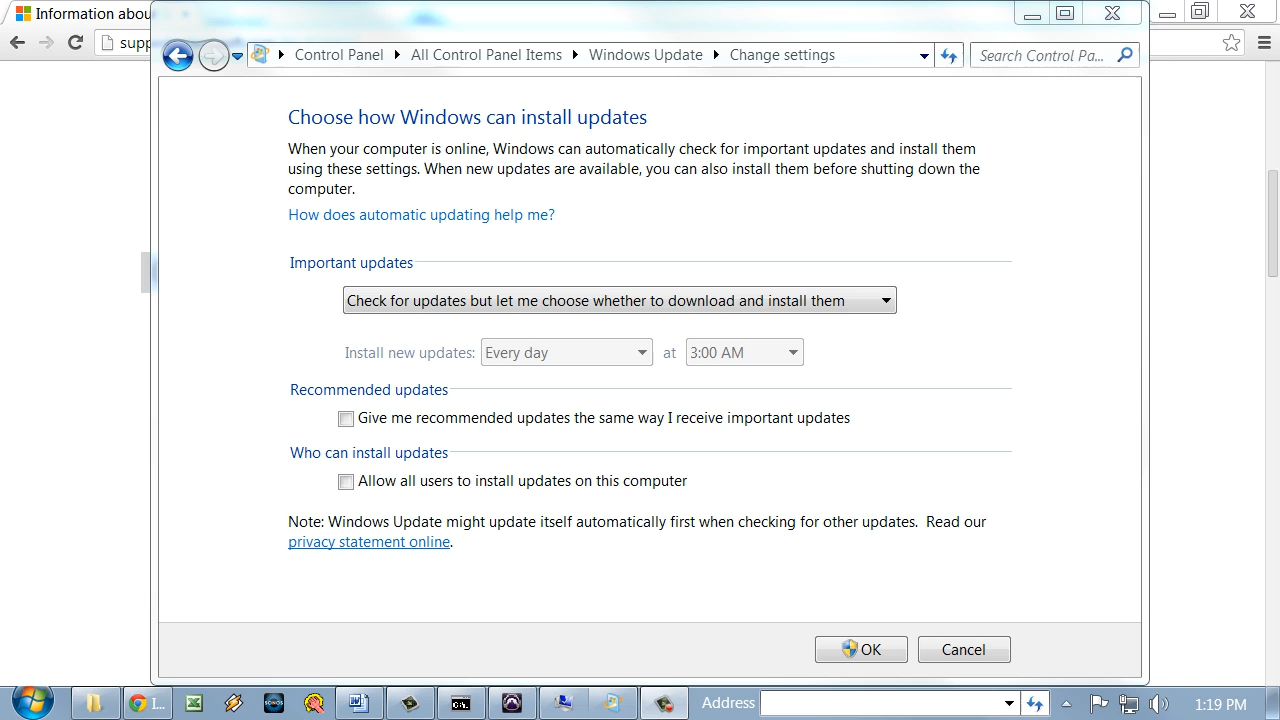 Information abou
supp
Control Panel
All Control Panel Items
Windows Update
Change settings
Search Control Pa...
Choose how Windows can install updates
When your computer is online, Windows can automatically check for important updates and install them
using these settings. When new updates are available, you can also install them before shutting down the
computer.
How does automatic updating help me?
Important updates
Check for updates but let me choose whether to download and install them
Install new updates: Every day at 3:00 AM
Recommended updates
Give me recommended updates the same way I receive important updates
Who can install updates
Allow all users to install updates on this computer
Note: Windows Update might update itself automatically first when checking for other updates. Read our
privacy statement online.
OK Cancel
I... SONOS C:\. Address 1:19 PM